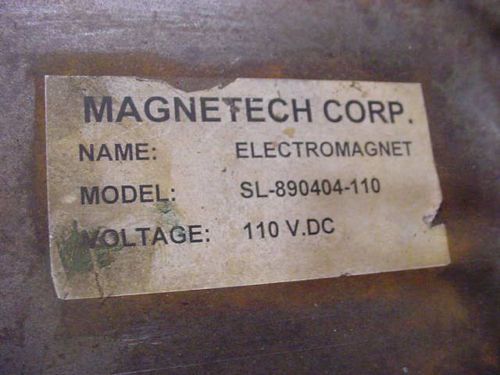 MAGNETECH CORP.
NAME: ELECTROMAGNET
MODEL: SL-890404-110
VOLTAGE: 110 V.DC